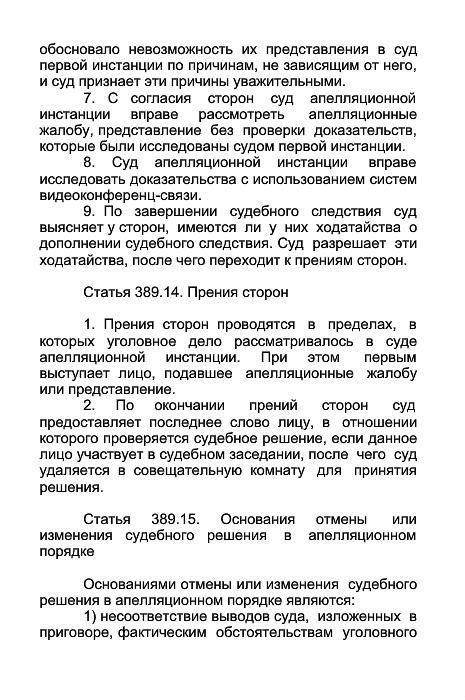 обосновало невозможность их представления в суд
первой инстанции по причинам, не зависящим от него,
и суд признает эти причины уважительными.
7. С согласия сторон суд апелляционной
инстанции вправе рассмотреть апелляционные
жалобу, представление без проверки доказательств,
которые были исследованы судом первой инстанции.
8. Суд апелляционной инстанции вправе
исследовать доказательства с использованием систем
видеоконференц-связи.
9. По завершении судебного следствия суд
выясняет у сторон, имеются ли у них ходатайства о
дополнении судебного следствия. Суд разрешает эти
ходатайства, после чего переходит к прениям сторон.
Статья 389.14. Прения сторон
1. Прения сторон проводятся в пределах, в
которых уголовное дело рассматривалось в суде
апелляционной инстанции. При этом первым
выступает лицо, подавшее апелляционные жалобу
или представление.
2. По окончании прений сторон суд
предоставляет последнее слово лицу, в отношении
которого проверяется судебное решение, если данное
лицо участвует в судебном заседании, после чего суд
удаляется в совещательную комнату для принятия
решения.
Статья 389.15. Основания отмены или
изменения судебного решения в апелляционном
порядке
Основаниями отмены или изменения судебного
решения в апелляционном порядке являются:
1) несоответствие выводов суда, изложенных в
приговоре, фактическим обстоятельствам уголовного